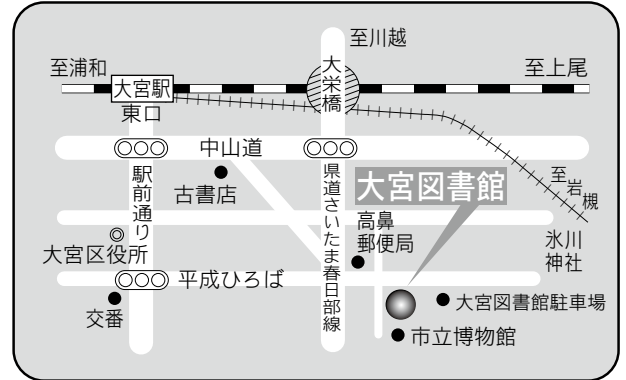 至川越
至浦和
大宮駅
東口
大栄橋
至上尾
中山道
古書店
駅前通り
県道さいたま春日部線
大宮図書館
至岩槻
高鼻
郵便局
氷川
神社
大宮区役所
平成ひろば
交番
大宮図書館駐車場
市立博物館